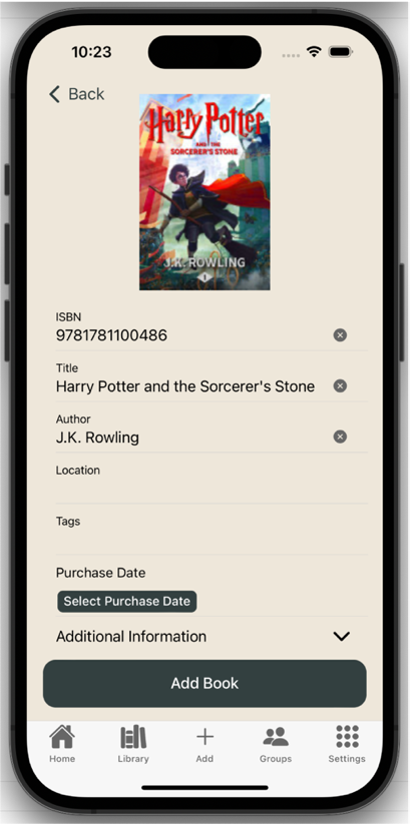 10:23
Back
Harry Potter
AND THE
SORCERER'S STONE
J.K. ROWLING
1
ISBN
9781781100486
Title
Harry Potter and the Sorcerer's Stone
Author
J.K. Rowling
Location
Tags
Purchase Date
Select Purchase Date
Additional Information
Add Book
Home Library Add Groups Settings